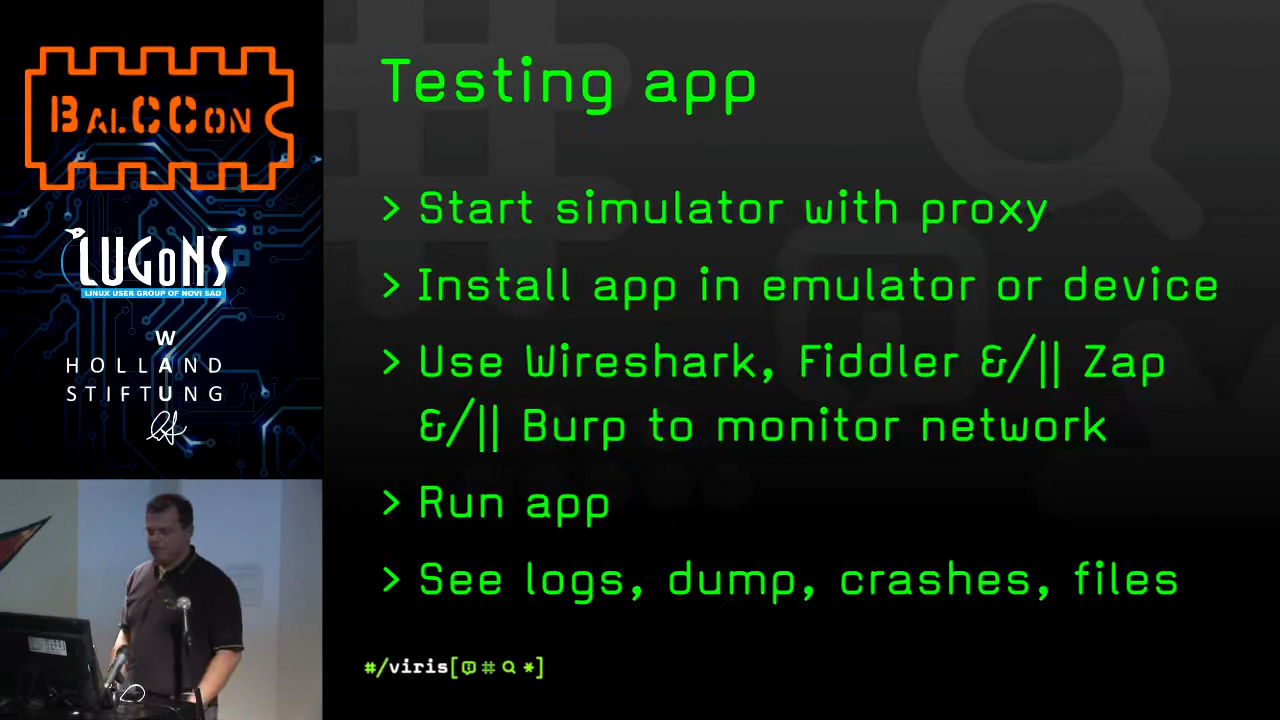 BalCCon
LUGoNS
LINUX USER GROUP OF NOVI SAD
W
HOLLAND
STIFTUNG
Testing app
> Start simulator with proxy
> Install app in emulator or device
> Use Wireshark, Fiddler &/|| Zap
&/|| Burp to monitor network
> Run app
> See logs, dump, crashes, files
#/viris[# *]